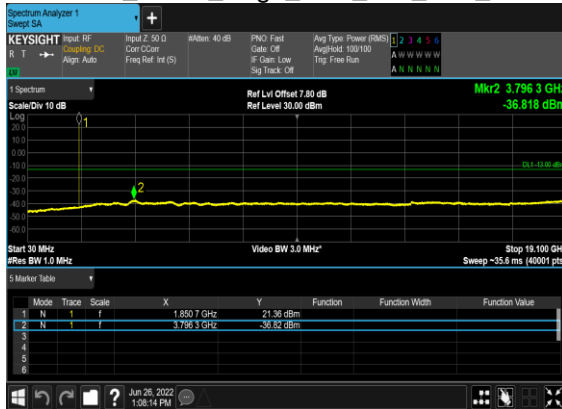 Spectrum Analyzer 1
Swept SA
+
KEYSIGHT Input: RF Input Z: 50 Ω #Atten: 40 dB PNO: Fast Avg Type: Power (RMS) 1 2 3 4 5 6
R T Coupling: DC Corr CCorr Gate: Off Avg|Hold: 100/100 A W W W W W
Align: Auto Freq Ref: Int (S) IF Gain: Low Trig: Free Run
LXI Sig Track: Off A N N N N N
1 Spectrum Ref Lvl Offset 7.80 dB Mkr2 3.796 3 GHz
Scale/Div 10 dB Ref Level 30.00 dBm -36.818 dBm
Log
20.0 1
10.0
0.00
-10.0 DL1 -13.00 dBm
-20.0
-30.0 2
-40.0
-50.0
-60.0
Start 30 MHz Video BW 3.0 MHz* Stop 19.100 GHz
#Res BW 1.0 MHz Sweep ~35.6 ms (40001 pts)
5 Marker Table
Mode Trace Scale X Y Function Function Width Function Value
1 N 1 f 1.850 7 GHz 21.36 dBm
2 N 1 f 3.796 3 GHz -36.82 dBm
3
4
5
6
? Jun 26, 2022
1:08:14 PM